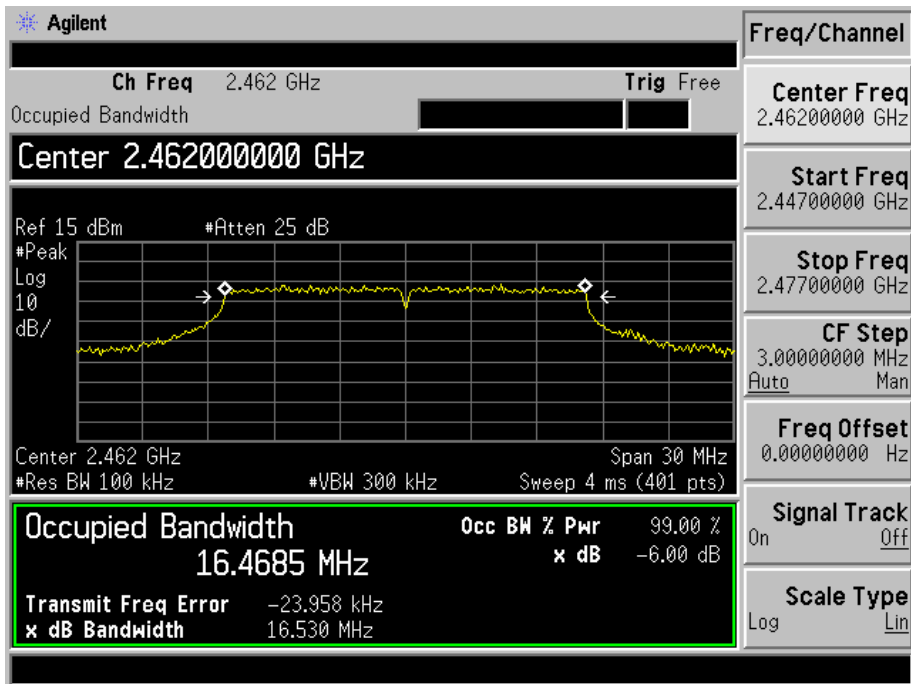 Agilent
Freq/Channel
Ch Freq 2.462 GHz Trig Free
Occupied Bandwidth
Center 2.462000000 GHz
Ref 15 dBm #Atten 25 dB
#Peak
Log
10
dB/
Center 2.462 GHz Span 30 MHz
#Res BW 100 kHz #VBW 300 kHz Sweep 4 ms (401 pts)
Occupied Bandwidth Occ BW % Pwr 99.00 %
16.4685 MHz x dB -6.00 dB
Transmit Freq Error -23.958 kHz
x dB Bandwidth 16.530 MHz
Center Freq
2.46200000 GHz
Start Freq
2.44700000 GHz
Stop Freq
2.47700000 GHz
CF Step
3.00000000 MHz
Auto Man
Freq Offset
0.00000000 Hz
Signal Track
On Off
Scale Type
Log Lin